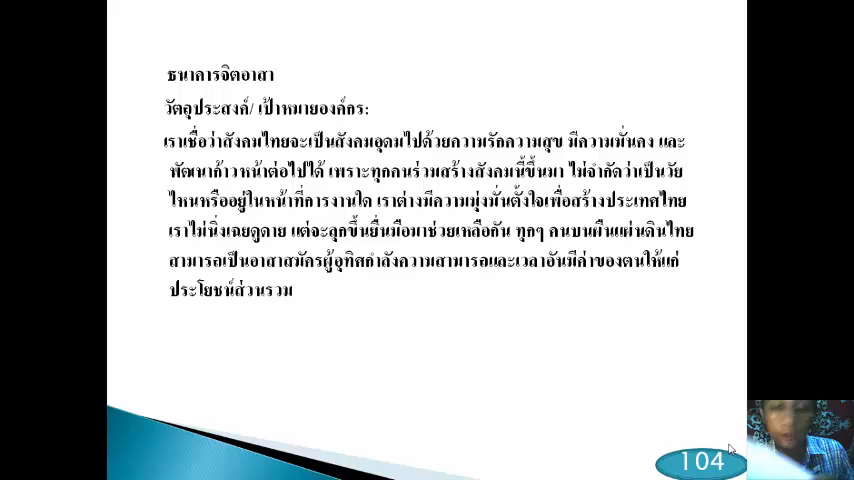 ธนาคารจิตอาสา
วัตถุประสงค์/ เป้าหมายองค์กร:
เราเชื่อว่าสังคมไทยจะเป็นสังคมอุดมไปด้วยความรักความสุข มีความมั่นคง และ
พัฒนาก้าวหน้าต่อไปได้ เพราะทุกคนร่วมสร้างสังคมนี้ขึ้นมา ไม่จำกัดว่าเป็นวัย
ไหนหรืออยู่ในหน้าที่การงานใด เราต่างมีความมุ่งมั่นตั้งใจเพื่อสร้างประเทศไทย
เราไม่นิ่งเฉยดูดาย แต่จะลุกขึ้นยื่นมือมาช่วยเหลือกัน ทุกๆ คนบนผืนแผ่นดินไทย
สามารถเป็นอาสาสมัครผู้อุทิศกำลังความสามารถและเวลาอันมีค่าของตนให้แก่
ประโยชน์ส่วนรวม
104